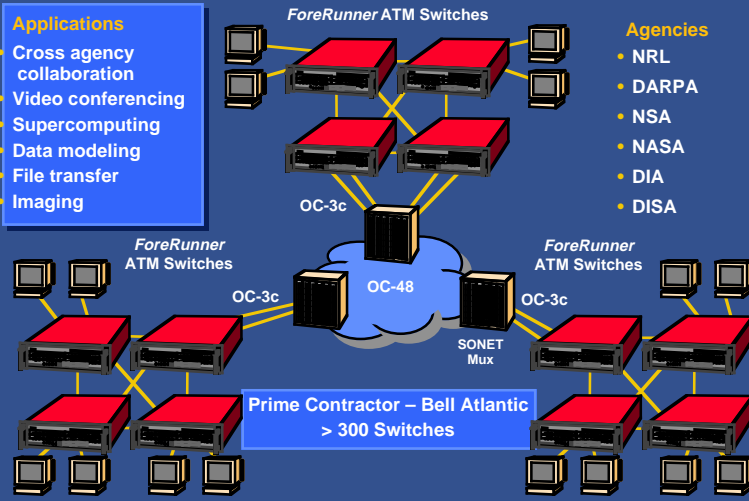 Applications
• Cross agency
collaboration
• Video conferencing
• Supercomputing
• Data modeling
• File transfer
• Imaging
ForeRunner ATM Switches
Agencies
• NRL
• DARPA
• NSA
• NASA
• DIA
• DISA
OC-3c
ForeRunner
ATM Switches
OC-3c
OC-48
SONET
Mux
OC-3c
ForeRunner
ATM Switches
Prime Contractor – Bell Atlantic
> 300 Switches